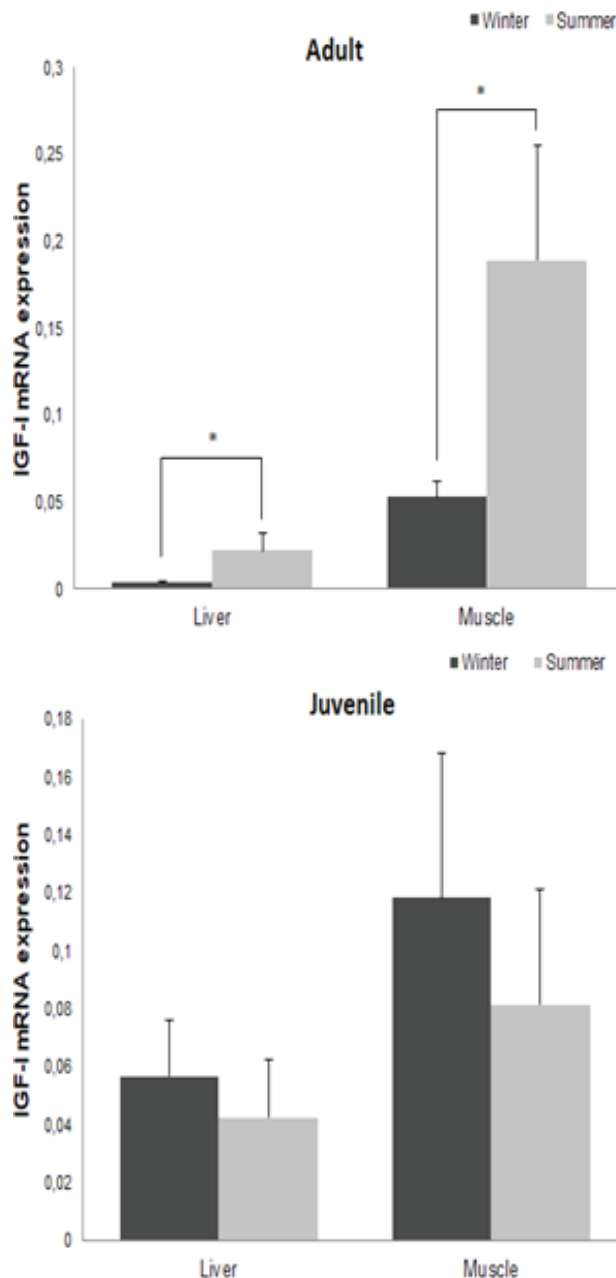 Winter Summer
Adult
IGF-I mRNA expression
0,3
0,25
0,2
0,15
0,1
0,05
0
*
*
Liver Muscle
Winter Summer
Juvenile
IGF-I mRNA expression
0,18
0,16
0,14
0,12
0,1
0,08
0,06
0,04
0,02
0
Liver Muscle